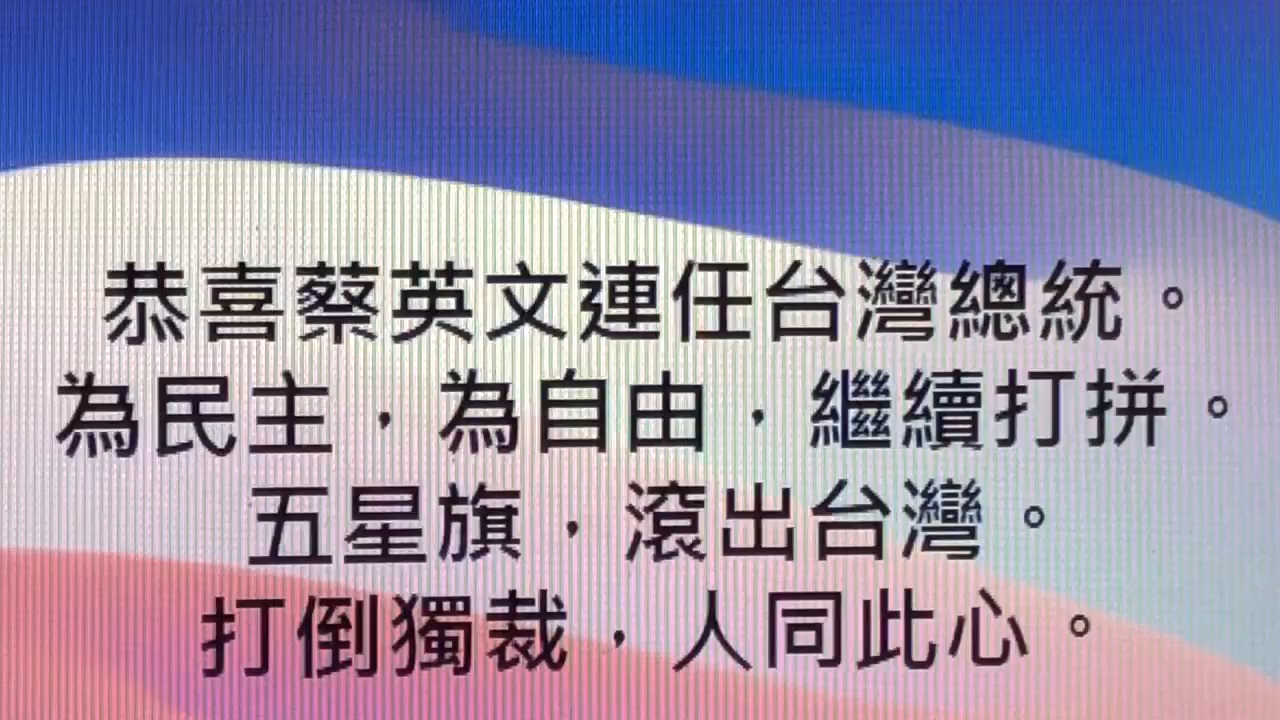 恭喜蔡英文連任台灣總統。
為民主，為自由，繼續打拼。
五星旗，滾出台灣。
打倒獨裁，人同此心。